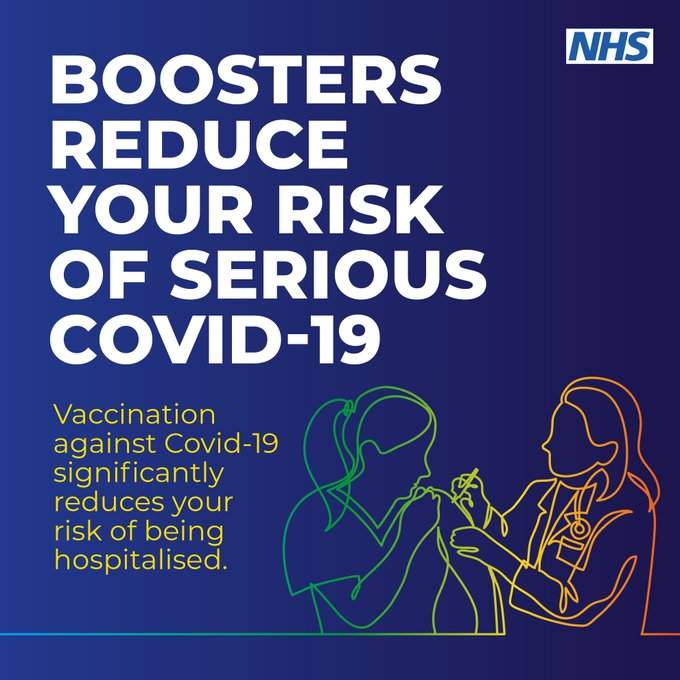 NHS
BOOSTERS
REDUCE
YOUR RISK
OF SERIOUS
COVID-19
Vaccination
against Covid-19
significantly
reduces your
risk of being
hospitalised.